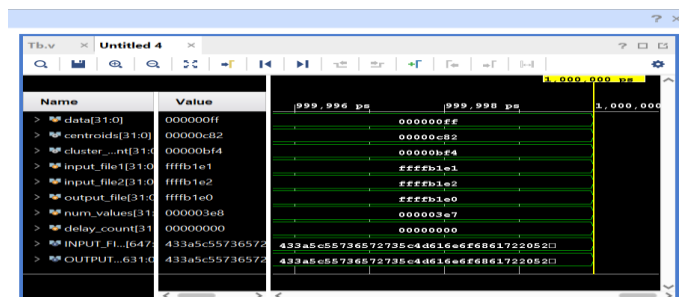 Tb.v × Untitled 4 ×
1,000,000 ps
Name Value 999,996 ps 999,998 ps 1,000,000
data[31:0] 000000ff 000000ff
centroids[31:0] 00000c82 00000c82
cluster_...nt[31:0 00000bf4 00000bf4
input_file1[31:0 ffffb1e1 ffffb1e1
input_file2[31:0 ffffb1e2 ffffb1e2
output_file[31:0 ffffb1e0 ffffb1e0
num_values[31: 000003e8 000003e7
delay_count[31 00000000 00000000
INPUT_FI...[647: 433a5c55736572 433a5c55736572735c4d616e6f6861722052
OUTPUT...631:0 433a5c55736572 433a5c55736572735c4d616e6f6861722052